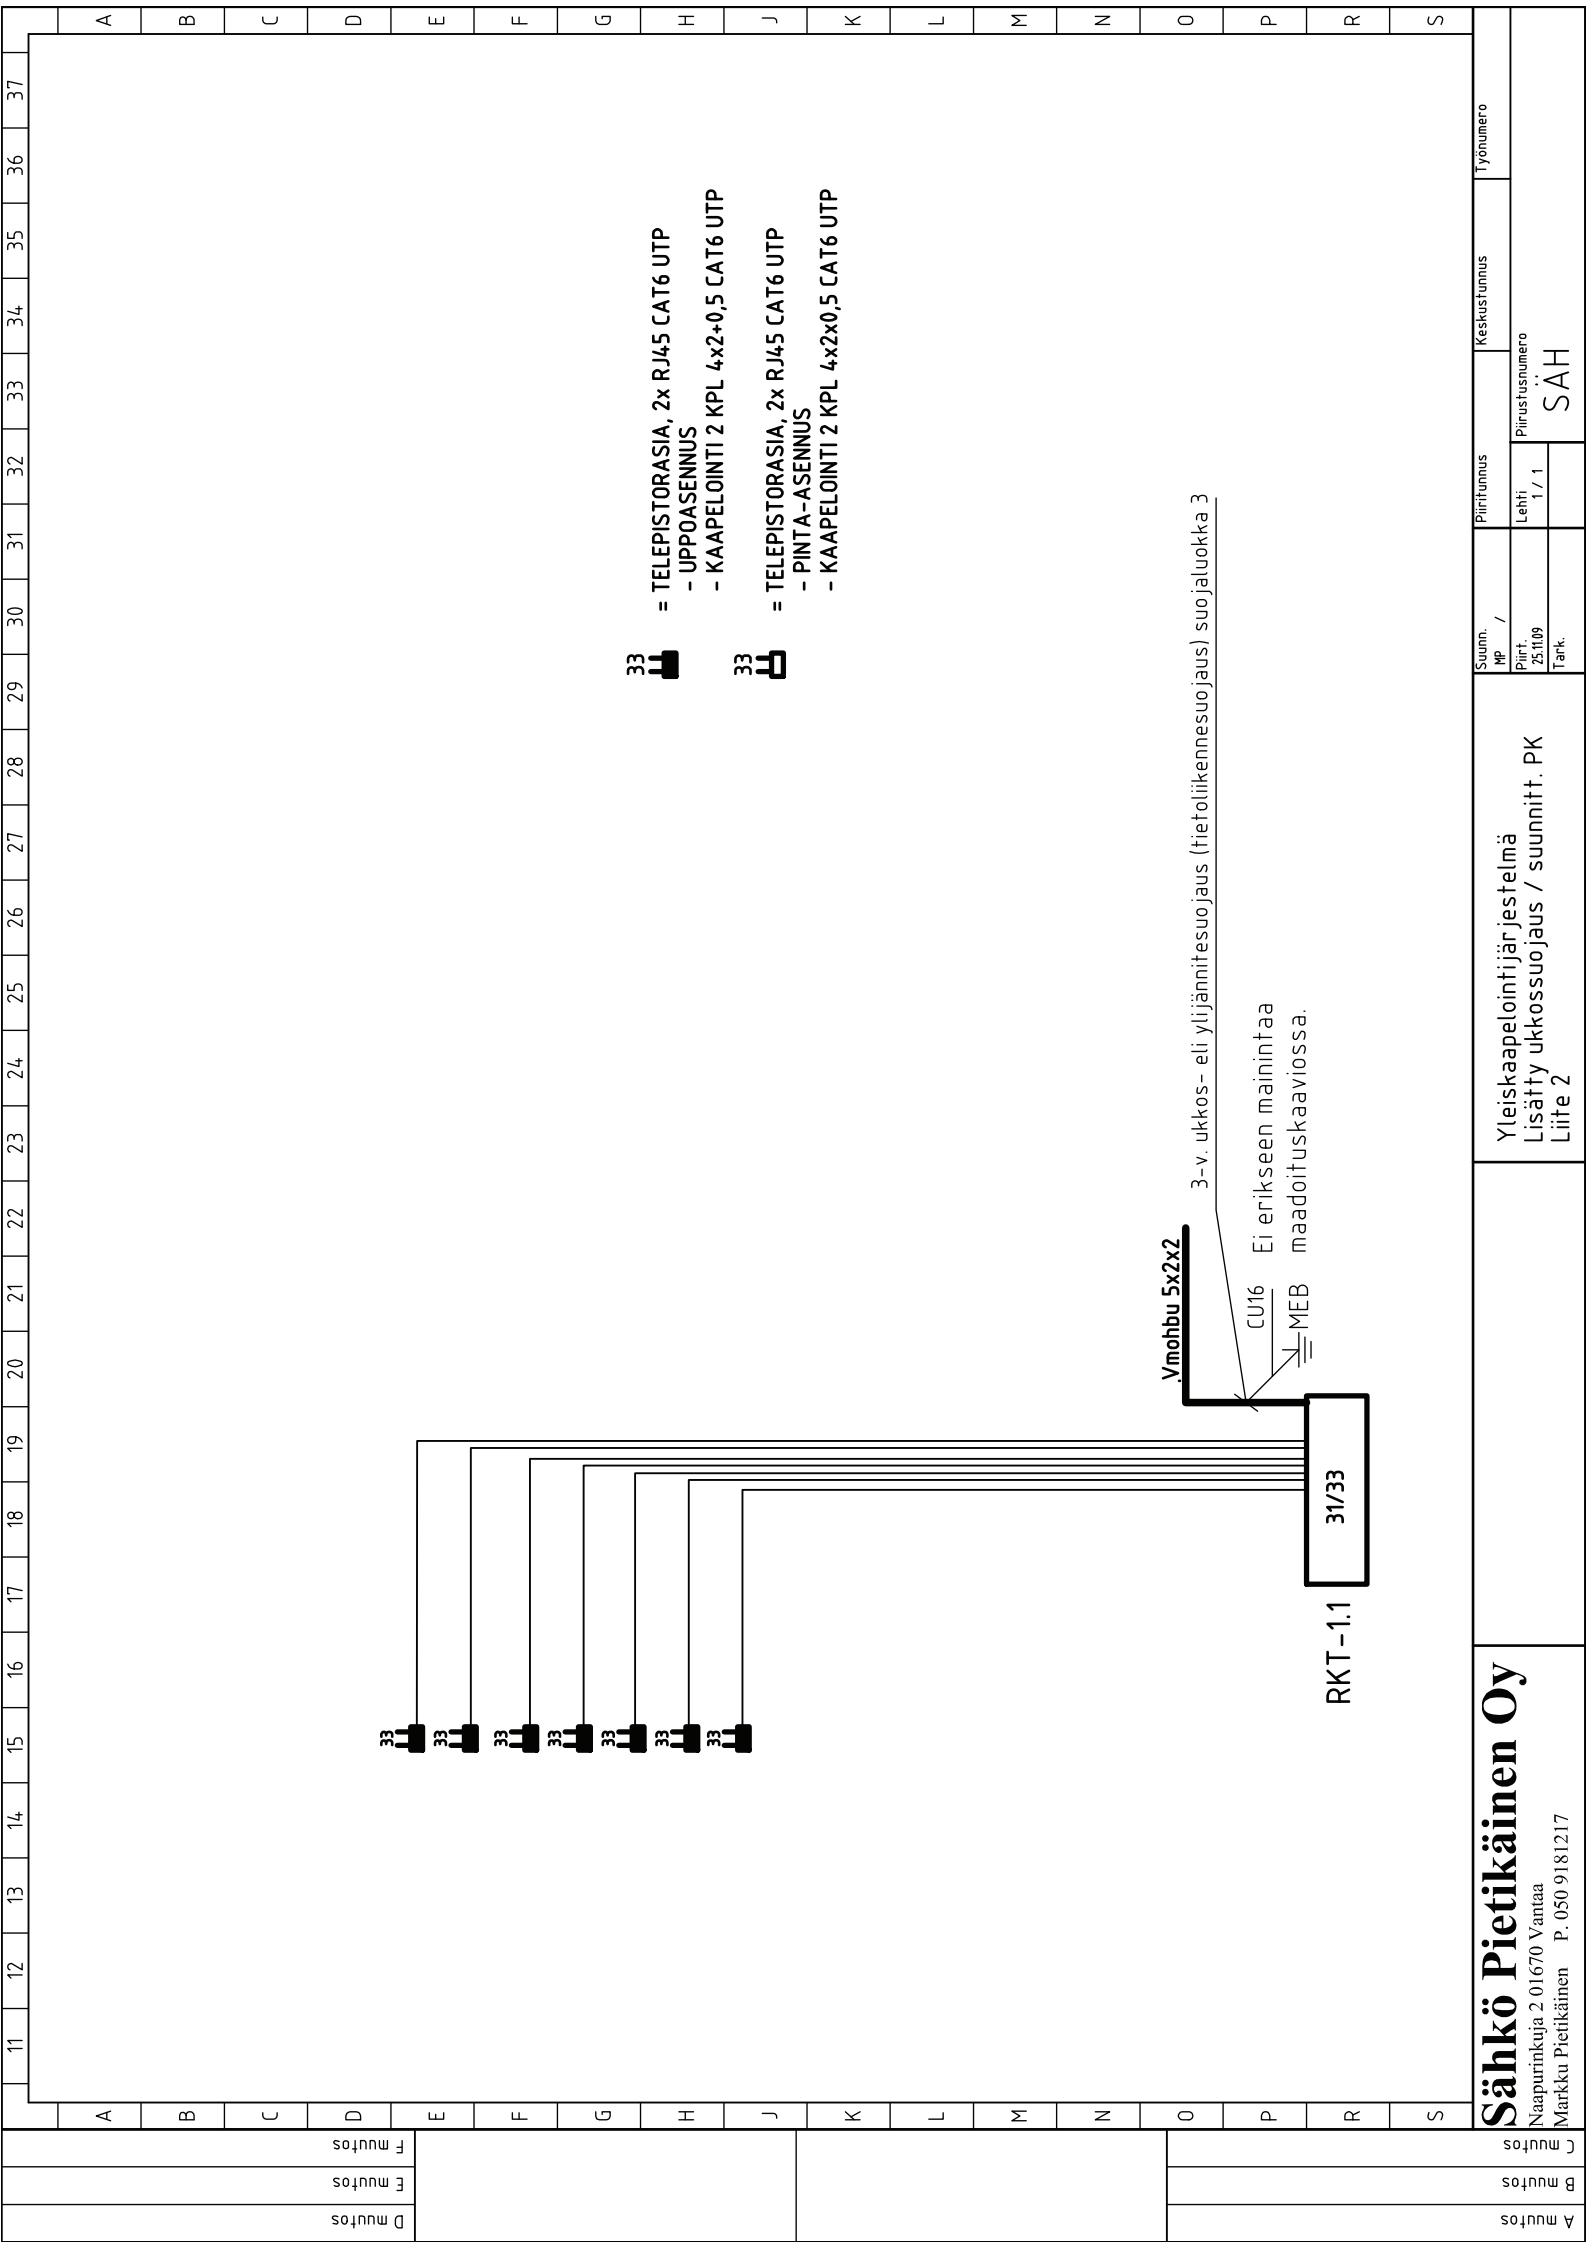 11 12 13 14 15 16 17 18 19 20 21 22 23 24 25 26 27 28 29 30 31 32 33 34 35 36 37
A
B
C
D
E
F
G
H
J
K
L
M
N
O
P
R
S
A
B
C
D
E
F
G
H
J
K
L
M
N
O
P
R
S
33
33
33
33
33
33
33
33
= TELEPISTORASIA, 2x RJ45 CAT6 UTP
- UPPOASENNUS
- KAAPELOINTI 2 KPL 4x2+0,5 CAT6 UTP
33
= TELEPISTORASIA, 2x RJ45 CAT6 UTP
- PINTA-ASENNUS
- KAAPELOINTI 2 KPL 4x2x0,5 CAT6 UTP
.Vmohbu 5x2x2
3-v. ukkos- eli ylijännitesuojaus (tietoliikennesuojaus) suojaluokka 3
CU16
Ei erikseen mainintaa
MEB
maadoituskaaviossa.
RKT-1.1
31/33
Sähkö Pietikäinen Oy
Naapurinkuja 2 01670 Vantaa
Markku Pietikäinen P. 050 9181217
Yleiskaapelointijärjestelmä
Lisätty ukkossuojaus / suunnitt. PK
Liite 2
Suunn.
MP /
Piirt.
25.11.09
Tark.
Piiritunnus
Keskustunnus
Työnumero
Lehti
1 / 1
Piirustusnumero
SÄH
D muutos
E muutos
F muutos
A muutos
B muutos
C muutos